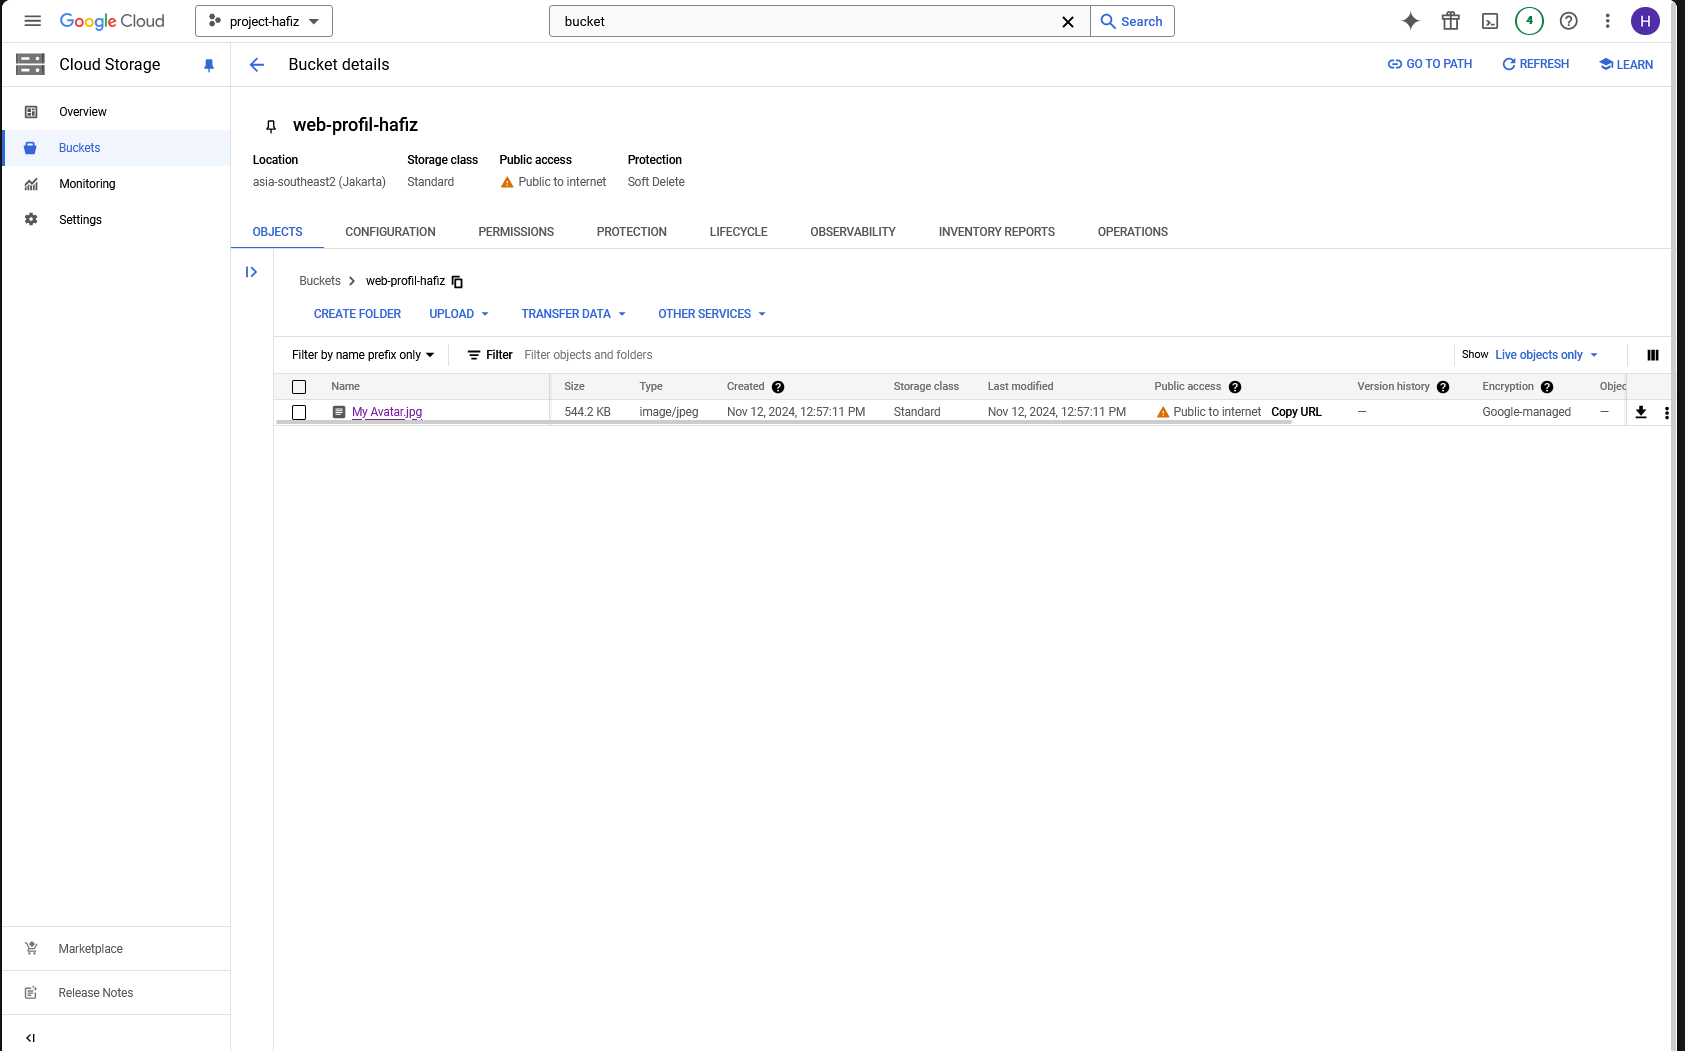 Google Cloud
project-hafiz
bucket
Search
4
H
Cloud Storage
Bucket details
GO TO PATH
REFRESH
LEARN
Overview
Buckets
Monitoring
Settings
web-profil-hafiz
Location Storage class Public access Protection
asia-southeast2 (Jakarta) Standard Public to internet Soft Delete
OBJECTS CONFIGURATION PERMISSIONS PROTECTION LIFECYCLE OBSERVABILITY INVENTORY REPORTS OPERATIONS
Buckets web-profil-hafiz
CREATE FOLDER UPLOAD TRANSFER DATA OTHER SERVICES
Filter by name prefix only Filter Filter objects and folders Show Live objects only
Name Size Type Created Storage class Last modified Public access Version history Encryption Objec
My Avatar.jpg 544.2 KB image/jpeg Nov 12, 2024, 12:57:11 PM Standard Nov 12, 2024, 12:57:11 PM Public to internet Copy URL — Google-managed —
Marketplace
Release Notes